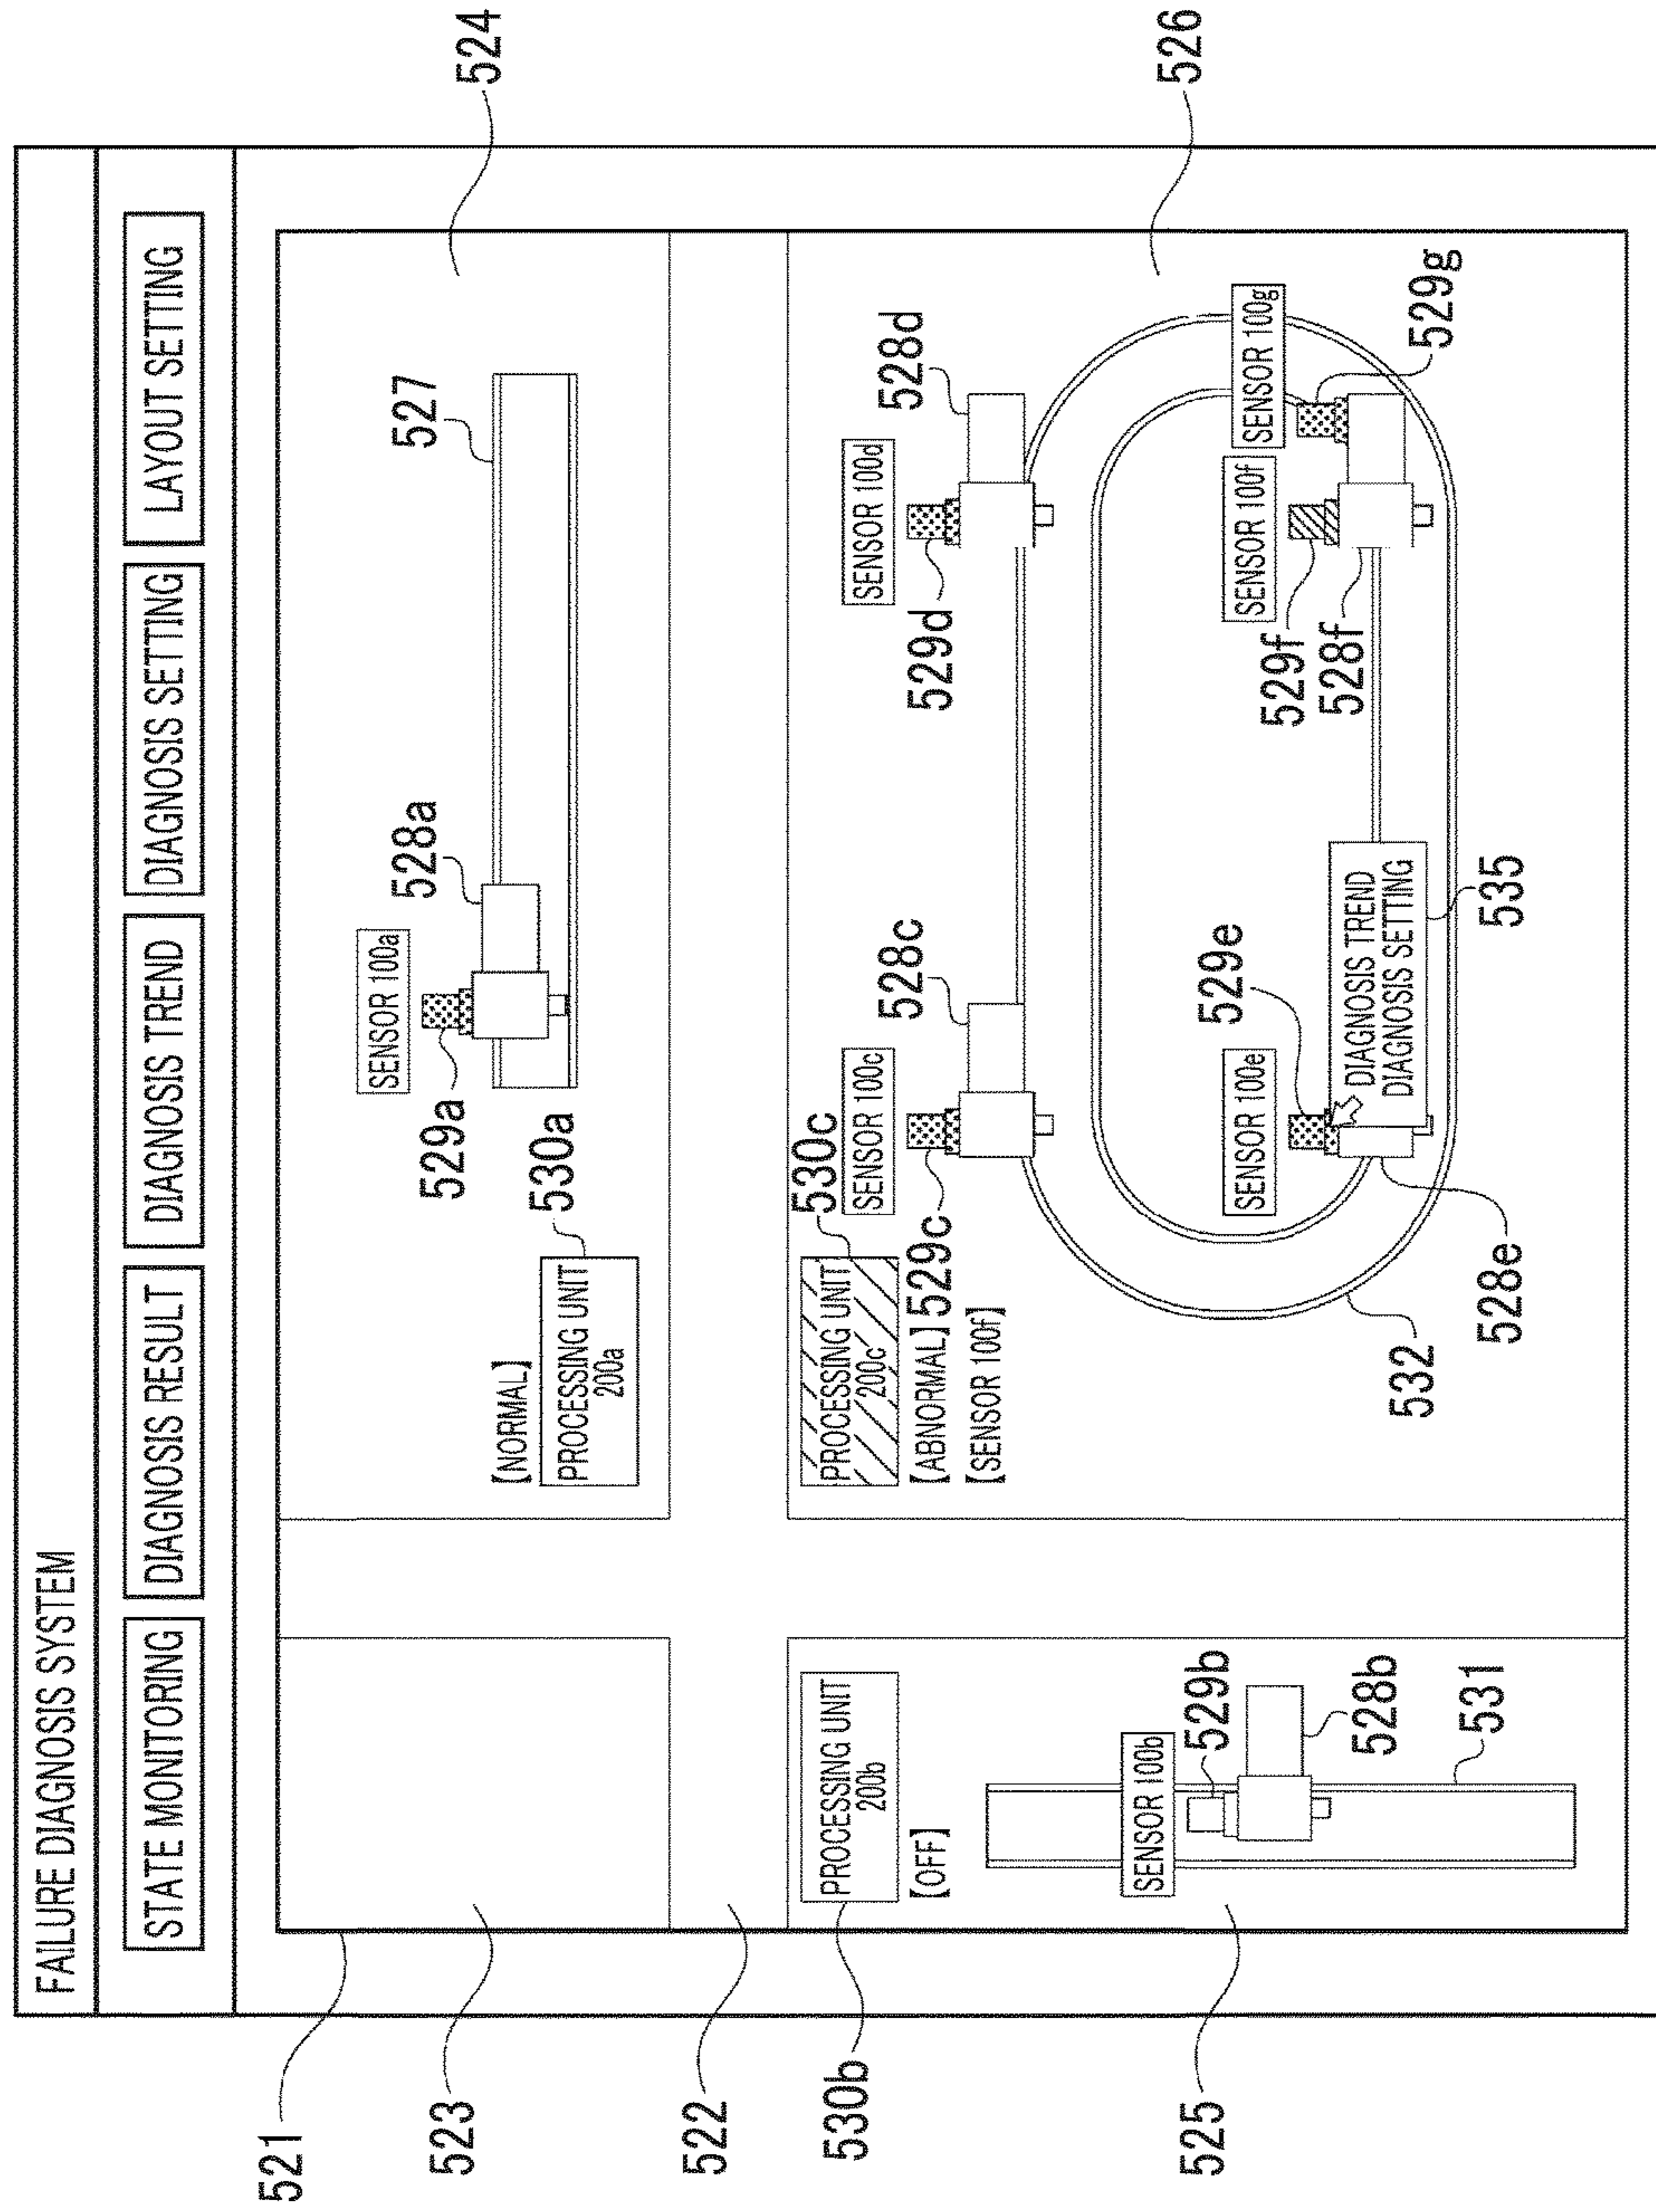 FAILURE DIAGNOSIS SYSTEM
STATE MONITORING
DIAGNOSIS RESULT
DIAGNOSIS TREND
DIAGNOSIS SETTING
LAYOUT SETTING
521
523
522
530b
525
524
526
527
528a
SENSOR 100a
529a
530a
【NORMAL】
PROCESSING UNIT
200a
PROCESSING UNIT
200b
【OFF】
SENSOR 100b
529b
528b
531
530c
PROCESSING UNIT
200c
【ABNORMAL】
【SENSOR 100f】
SENSOR 100c
529c
528c
SENSOR 100d
529d
528d
SENSOR 100e
529e
528e
532
DIAGNOSIS TREND
DIAGNOSIS SETTING
535
SENSOR 100f
529f
528f
SENSOR 100g
529g